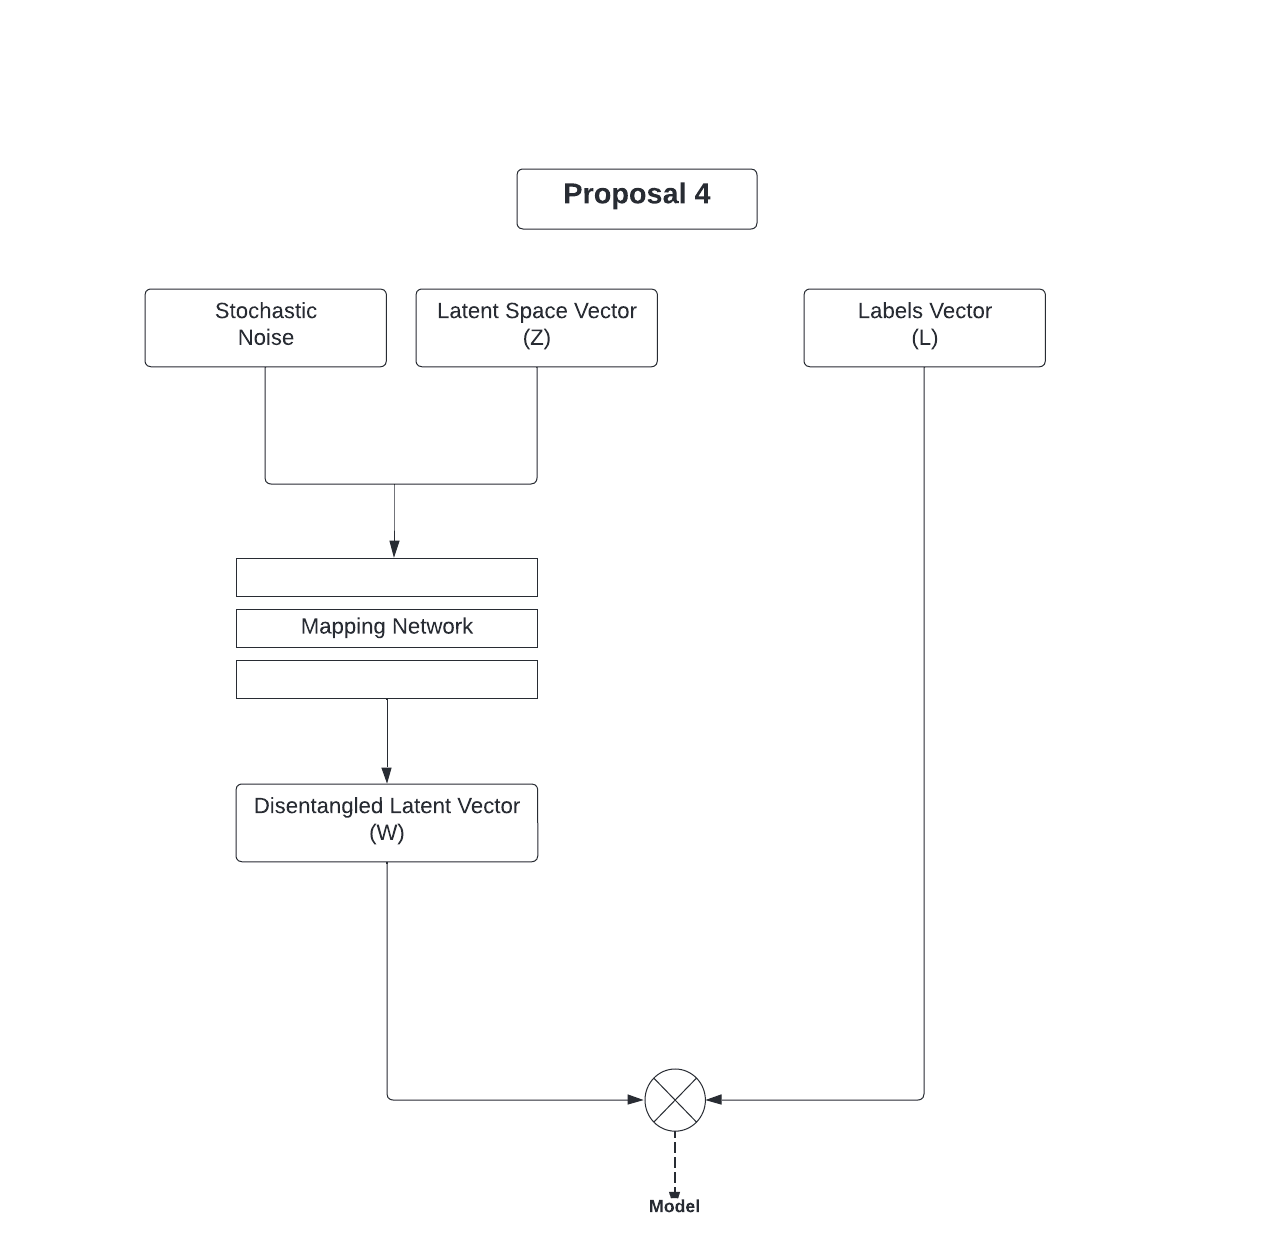 Proposal 4
Stochastic
Noise
Latent Space Vector
(Z)
Labels Vector
(L)
Mapping Network
Disentangled Latent Vector
(W)
Model